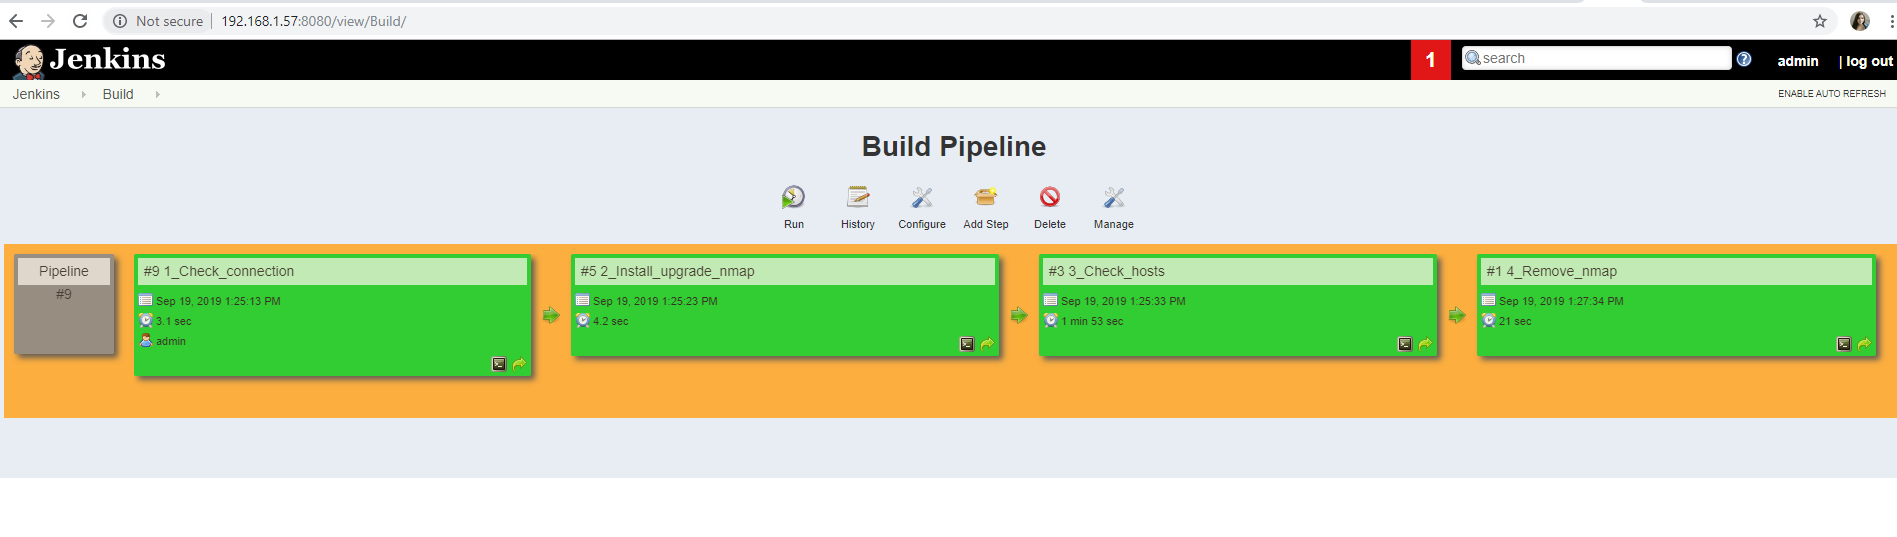 Not secure | 192.168.1.57:8080/view/Build/
Jenkins
1
search
admin
| log out
Jenkins
Build
ENABLE AUTO REFRESH
Build Pipeline
Run
History
Configure
Add Step
Delete
Manage
Pipeline
#9
#9 1_Check_connection
Sep 19, 2019 1:25:13 PM
3.1 sec
admin
#5 2_Install_upgrade_nmap
Sep 19, 2019 1:25:23 PM
4.2 sec
#3 3_Check_hosts
Sep 19, 2019 1:25:33 PM
1 min 53 sec
#1 4_Remove_nmap
Sep 19, 2019 1:27:34 PM
21 sec